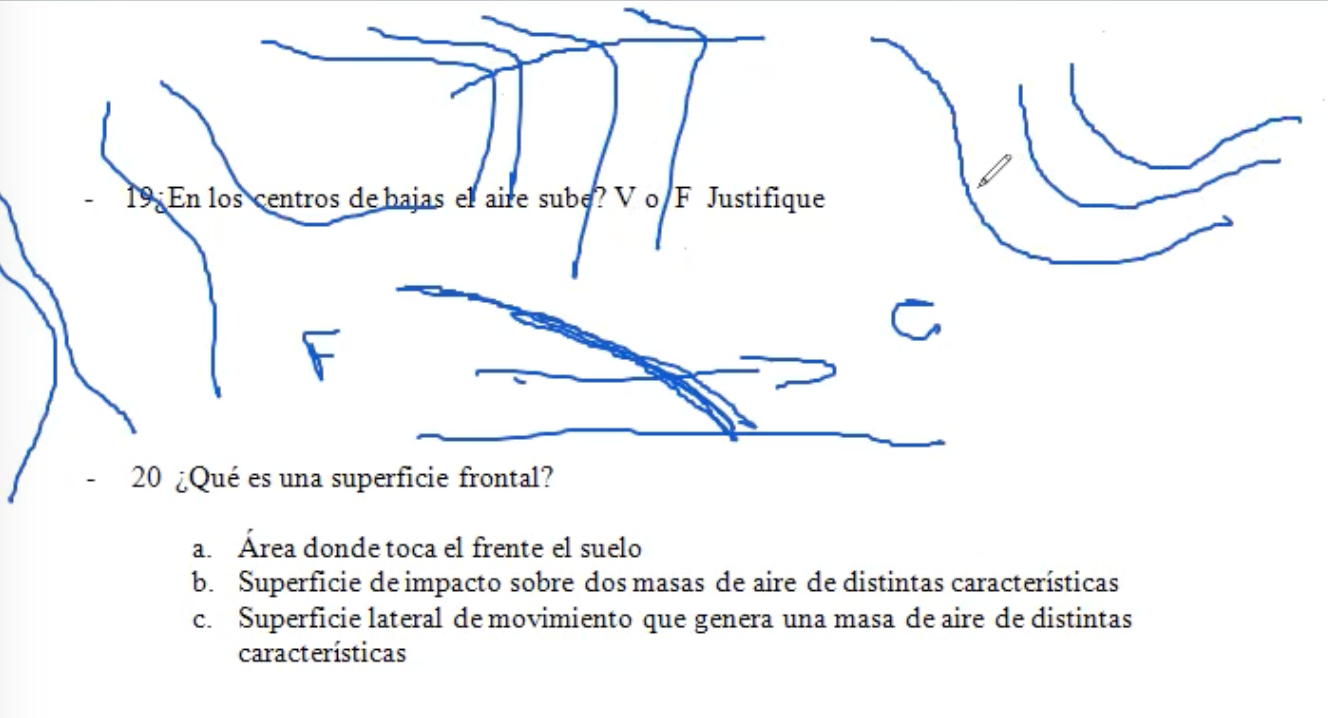 - 19¿En los centros de bajas el aire sube? V o F Justifique
F
C
- 20 ¿Qué es una superficie frontal?
a. Área donde toca el frente el suelo
b. Superficie de impacto sobre dos masas de aire de distintas características
c. Superficie lateral de movimiento que genera una masa de aire de distintas
características